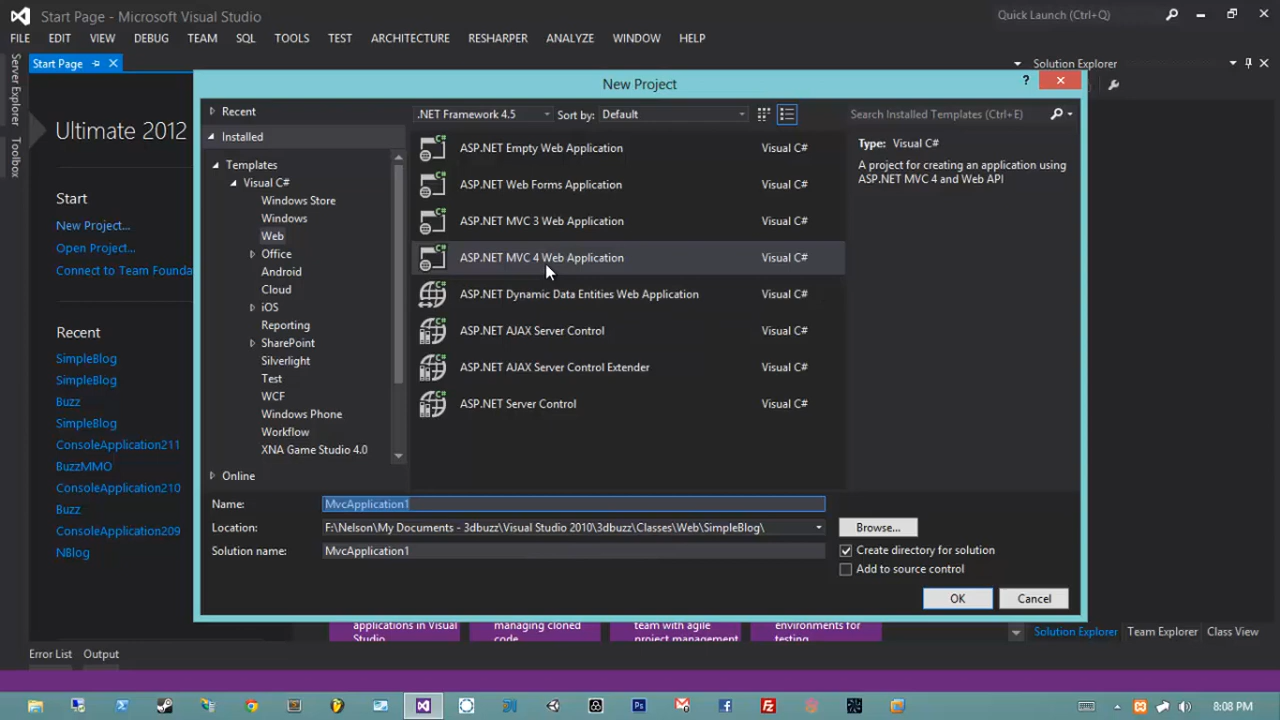 Start Page - Microsoft Visual Studio
Quick Launch (Ctrl+Q)
FILE EDIT VIEW DEBUG TEAM SQL TOOLS TEST ARCHITECTURE RESHARPER ANALYZE WINDOW HELP
Server Explorer
Toolbox
Start Page
Solution Explorer
Ultimate 2012
Start
New Project...
Open Project...
Connect to Team Founda
Recent
SimpleBlog
SimpleBlog
Buzz
SimpleBlog
ConsoleApplication211
BuzzMMO
ConsoleApplication210
Buzz
ConsoleApplication209
NBlog
New Project
?
Recent
Installed
Templates
Visual C#
Windows Store
Windows
Web
Office
Android
Cloud
iOS
Reporting
SharePoint
Silverlight
Test
WCF
Windows Phone
Workflow
XNA Game Studio 4.0
Online
.NET Framework 4.5 Sort by: Default
Search Installed Templates (Ctrl+E)
ASP.NET Empty Web Application Visual C#
ASP.NET Web Forms Application Visual C#
ASP.NET MVC 3 Web Application Visual C#
ASP.NET MVC 4 Web Application Visual C#
ASP.NET Dynamic Data Entities Web Application Visual C#
ASP.NET AJAX Server Control Visual C#
ASP.NET AJAX Server Control Extender Visual C#
ASP.NET Server Control Visual C#
Type: Visual C#
A project for creating an application using
ASP.NET MVC 4 and Web API
Name: MvcApplication1
Location: F:\Nelson\My Documents - 3dbuzz\Visual Studio 2010\3dbuzz\Classes\Web\SimpleBlog\ Browse...
Solution name: MvcApplication1
Create directory for solution
Add to source control
OK Cancel
applications in Visual
Studio
managing cloned
code
team with agile
project management
environments for
testing
Solution Explorer Team Explorer Class View
Error List Output
8:08 PM